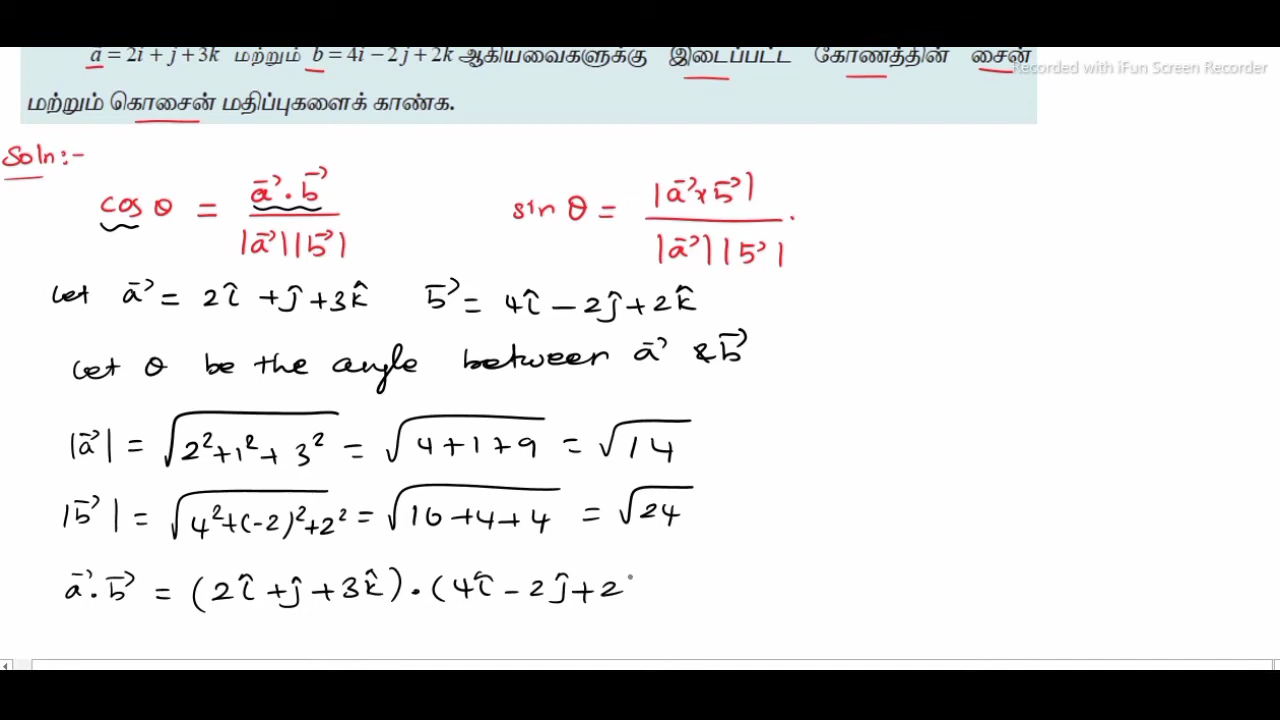 a = 2i + j + 3k மற்றும் b = 4i − 2j + 2k ஆகியவைகளுக்கு இடைப்பட்ட கோணத்தின் சைன்
Recorded with iFun Screen Recorder
மற்றும் கொசைன் மதிப்புகளைக் காண்க.
Soln:-
cos θ = a⃗ . b⃗ / |a⃗| |b⃗| sin θ = |a⃗ × b⃗| / |a⃗| |b⃗| .
Let a⃗ = 2î + ĵ + 3k̂ b⃗ = 4î − 2ĵ + 2k̂
Let θ be the angle between a⃗ & b⃗
|a⃗| = √(2² + 1² + 3²) = √(4 + 1 + 9) = √14
|b⃗| = √(4² + (-2)² + 2²) = √(16 + 4 + 4) = √24
a⃗ . b⃗ = (2î + ĵ + 3k̂) . (4î − 2ĵ + 2